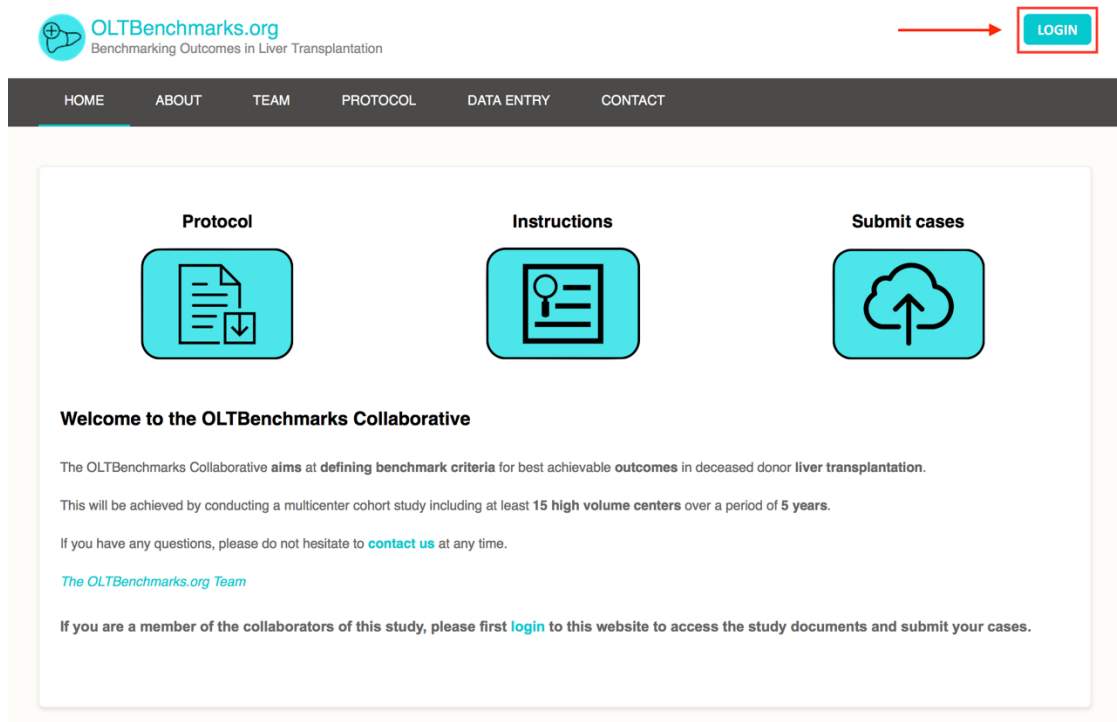 OLTBenchmarks.org
Benchmarking Outcomes in Liver Transplantation
LOGIN
HOME ABOUT TEAM PROTOCOL DATA ENTRY CONTACT
Protocol Instructions Submit cases
Welcome to the OLTBenchmarks Collaborative
The OLTBenchmarks Collaborative aims at defining benchmark criteria for best achievable outcomes in deceased donor liver transplantation.
This will be achieved by conducting a multicenter cohort study including at least 15 high volume centers over a period of 5 years.
If you have any questions, please do not hesitate to contact us at any time.
The OLTBenchmarks.org Team
If you are a member of the collaborators of this study, please first login to this website to access the study documents and submit your cases.